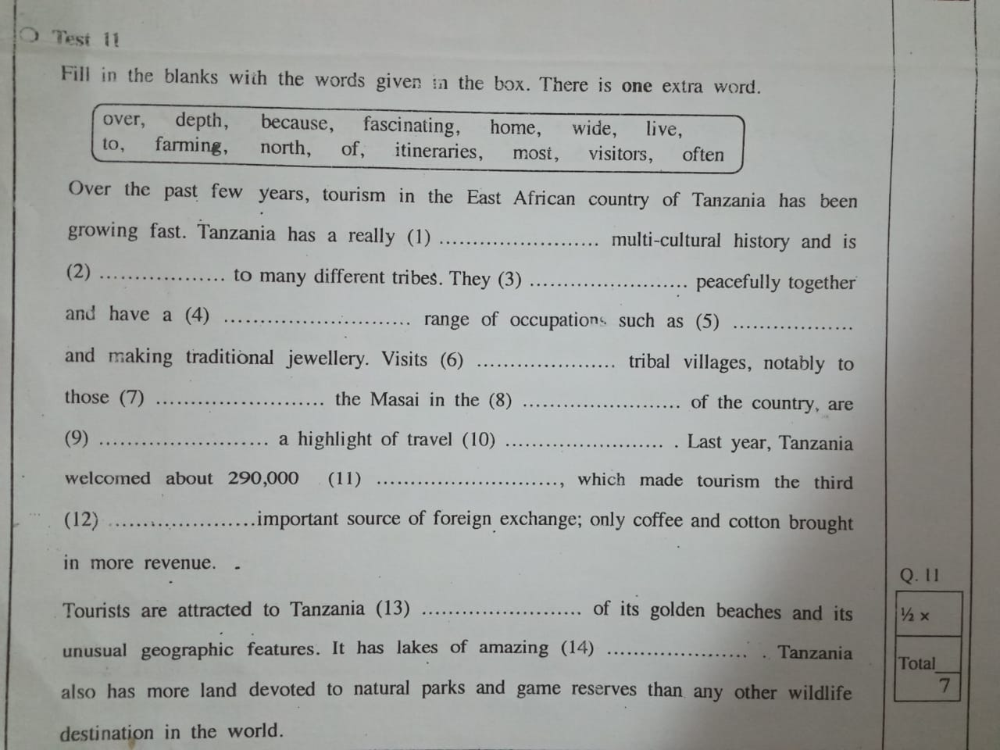 Test 11
Fill in the blanks with the words given in the box. There is one extra word.
over, depth, because, fascinating, home, wide, live,
to, farming, north, of, itineraries, most, visitors, often
Over the past few years, tourism in the East African country of Tanzania has been
growing fast. Tanzania has a really (1) ........................ multi-cultural history and is
(2) .................. to many different tribes. They (3) ....................... peacefully together
and have a (4) ........................... range of occupations such as (5) ..................
and making traditional jewellery. Visits (6) .................... tribal villages, notably to
those (7) ........................ the Masai in the (8) ....................... of the country, are
(9) ........................ a highlight of travel (10) ....................... . Last year, Tanzania
welcomed about 290,000 (11) .........................., which made tourism the third
(12) .....................important source of foreign exchange; only coffee and cotton brought
in more revenue.
Tourists are attracted to Tanzania (13) ....................... of its golden beaches and its
unusual geographic features. It has lakes of amazing (14) .................... . Tanzania
also has more land devoted to natural parks and game reserves than any other wildlife
destination in the world.
Q. 11
½ ×
Total
7